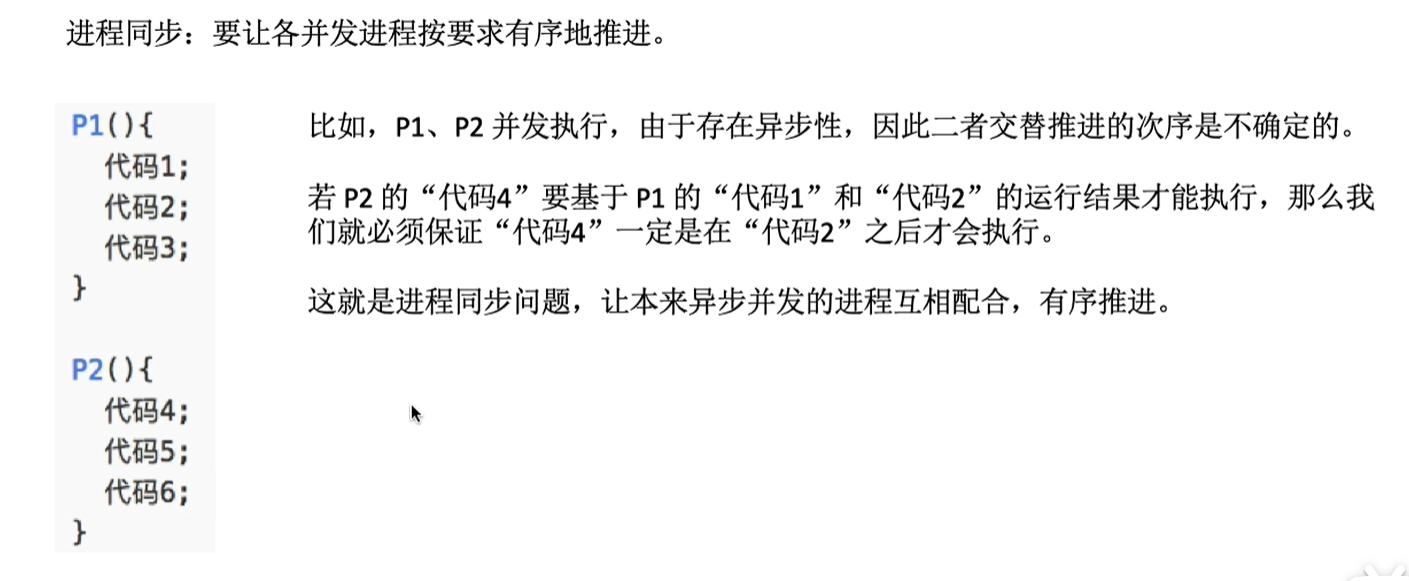 进程同步：要让各并发进程按要求有序地推进。
P1(){
代码1;
代码2;
代码3;
}
P2(){
代码4;
代码5;
代码6;
}
比如，P1、P2 并发执行，由于存在异步性，因此二者交替推进的次序是不确定的。
若 P2 的“代码4”要基于 P1 的“代码1”和“代码2”的运行结果才能执行，那么我
们就必须保证“代码4”一定是在“代码2”之后才会执行。
这就是进程同步问题，让本来异步并发的进程互相配合，有序推进。